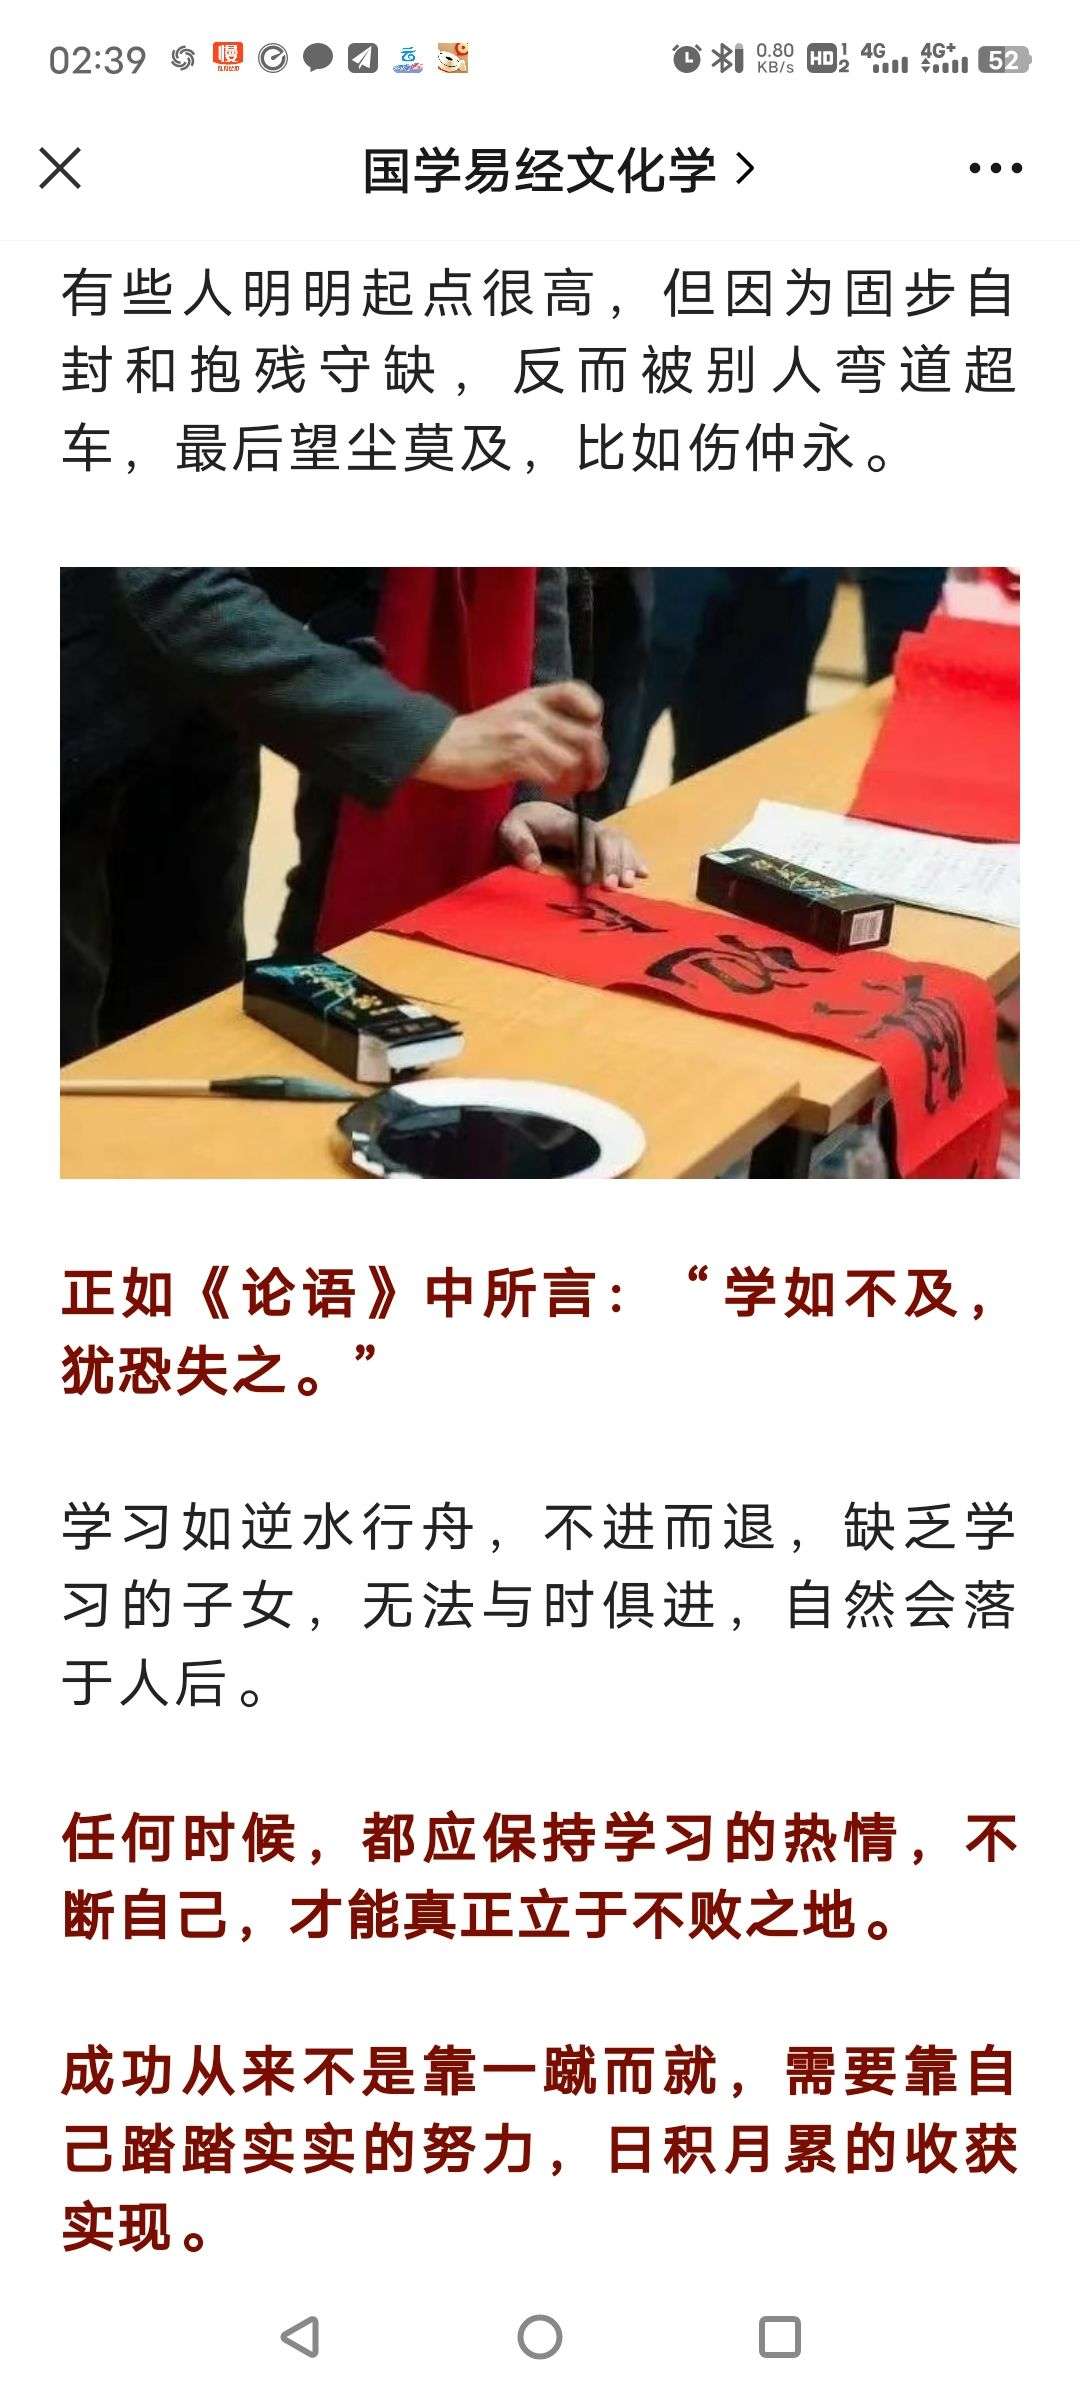 02:39
慢
云
0.80
KB/s
HD 1
2
4G
4G+
52
国学易经文化学
有些人明明起点很高，但因为固步自
封和抱残守缺，反而被别人弯道超
车，最后望尘莫及，比如伤仲永。
正如《论语》中所言：“学如不及，
犹恐失之。”
学习如逆水行舟，不进而退，缺乏学
习的子女，无法与时俱进，自然会落
于人后。
任何时候，都应保持学习的热情，不
断自己，才能真正立于不败之地。
成功从来不是靠一蹴而就，需要靠自
己踏踏实实的努力，日积月累的收获
实现。